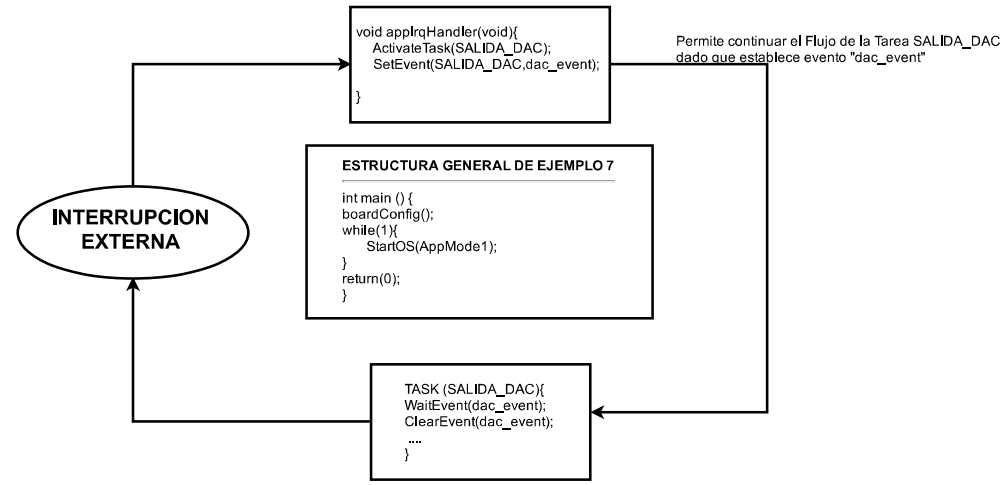 void appIrqHandler(void){
ActivateTask(SALIDA_DAC);
SetEvent(SALIDA_DAC,dac_event);
}
Permite continuar el Flujo de la Tarea SALIDA_DAC
dado que establece evento "dac_event"
ESTRUCTURA GENERAL DE EJEMPLO 7
int main () {
boardConfig();
while(1){
StartOS(AppMode1);
}
return(0);
}
INTERRUPCION
EXTERNA
TASK (SALIDA_DAC){
WaitEvent(dac_event);
ClearEvent(dac_event);
....
}